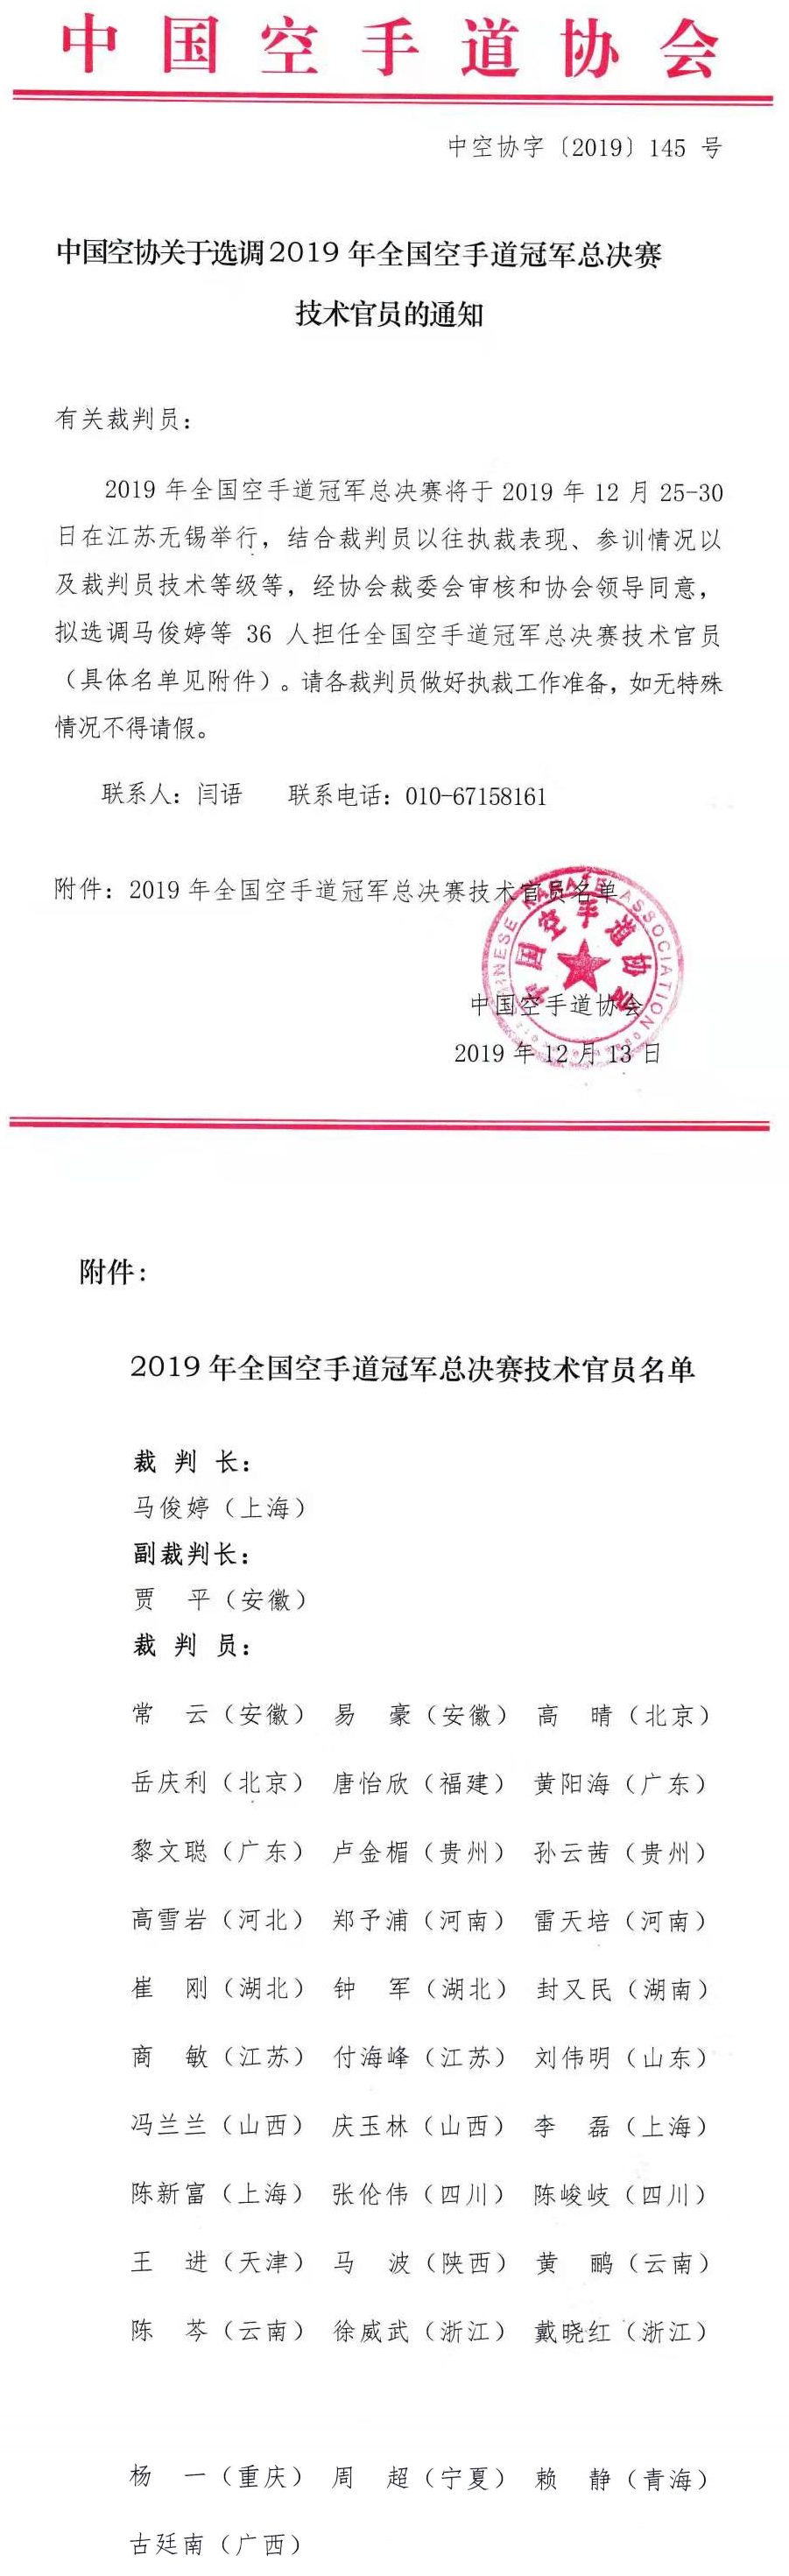 中国空手道协会
中空协字〔2019〕145 号
中国空协关于选调2019 年全国空手道冠军总决赛
技术官员的通知
有关裁判员：
2019 年全国空手道冠军总决赛将于 2019 年 12 月 25-30
日在江苏无锡举行，结合裁判员以往执裁表现、参训情况以
及裁判员技术等级等，经协会裁委会审核和协会领导同意，
拟选调马俊婷等 36 人担任全国空手道冠军总决赛技术官员
（具体名单见附件）。请各裁判员做好执裁工作准备，如无特殊
情况不得请假。
联系人：闫语 联系电话：010-67158161
附件：2019 年全国空手道冠军总决赛技术官员名单
CHINESE KARATE ASSOCIATION
中国空手道协会
中国空手道协会
2019 年 12 月 13 日
附件：
2019 年全国空手道冠军总决赛技术官员名单
裁 判 长：
马俊婷（上海）
副裁判长：
贾 平（安徽）
裁 判 员：
常 云（安徽） 易 豪（安徽） 高 晴（北京）
岳庆利（北京） 唐怡欣（福建） 黄阳海（广东）
黎文聪（广东） 卢金楣（贵州） 孙云茜（贵州）
高雪岩（河北） 郑予浦（河南） 雷天培（河南）
崔 刚（湖北） 钟 军（湖北） 封又民（湖南）
商 敏（江苏） 付海峰（江苏） 刘伟明（山东）
冯兰兰（山西） 庆玉林（山西） 李 磊（上海）
陈新富（上海） 张伦伟（四川） 陈峻岐（四川）
王 进（天津） 马 波（陕西） 黄 鹂（云南）
陈 芩（云南） 徐威武（浙江） 戴晓红（浙江）
杨 一（重庆） 周 超（宁夏） 赖 静（青海）
古廷南（广西）